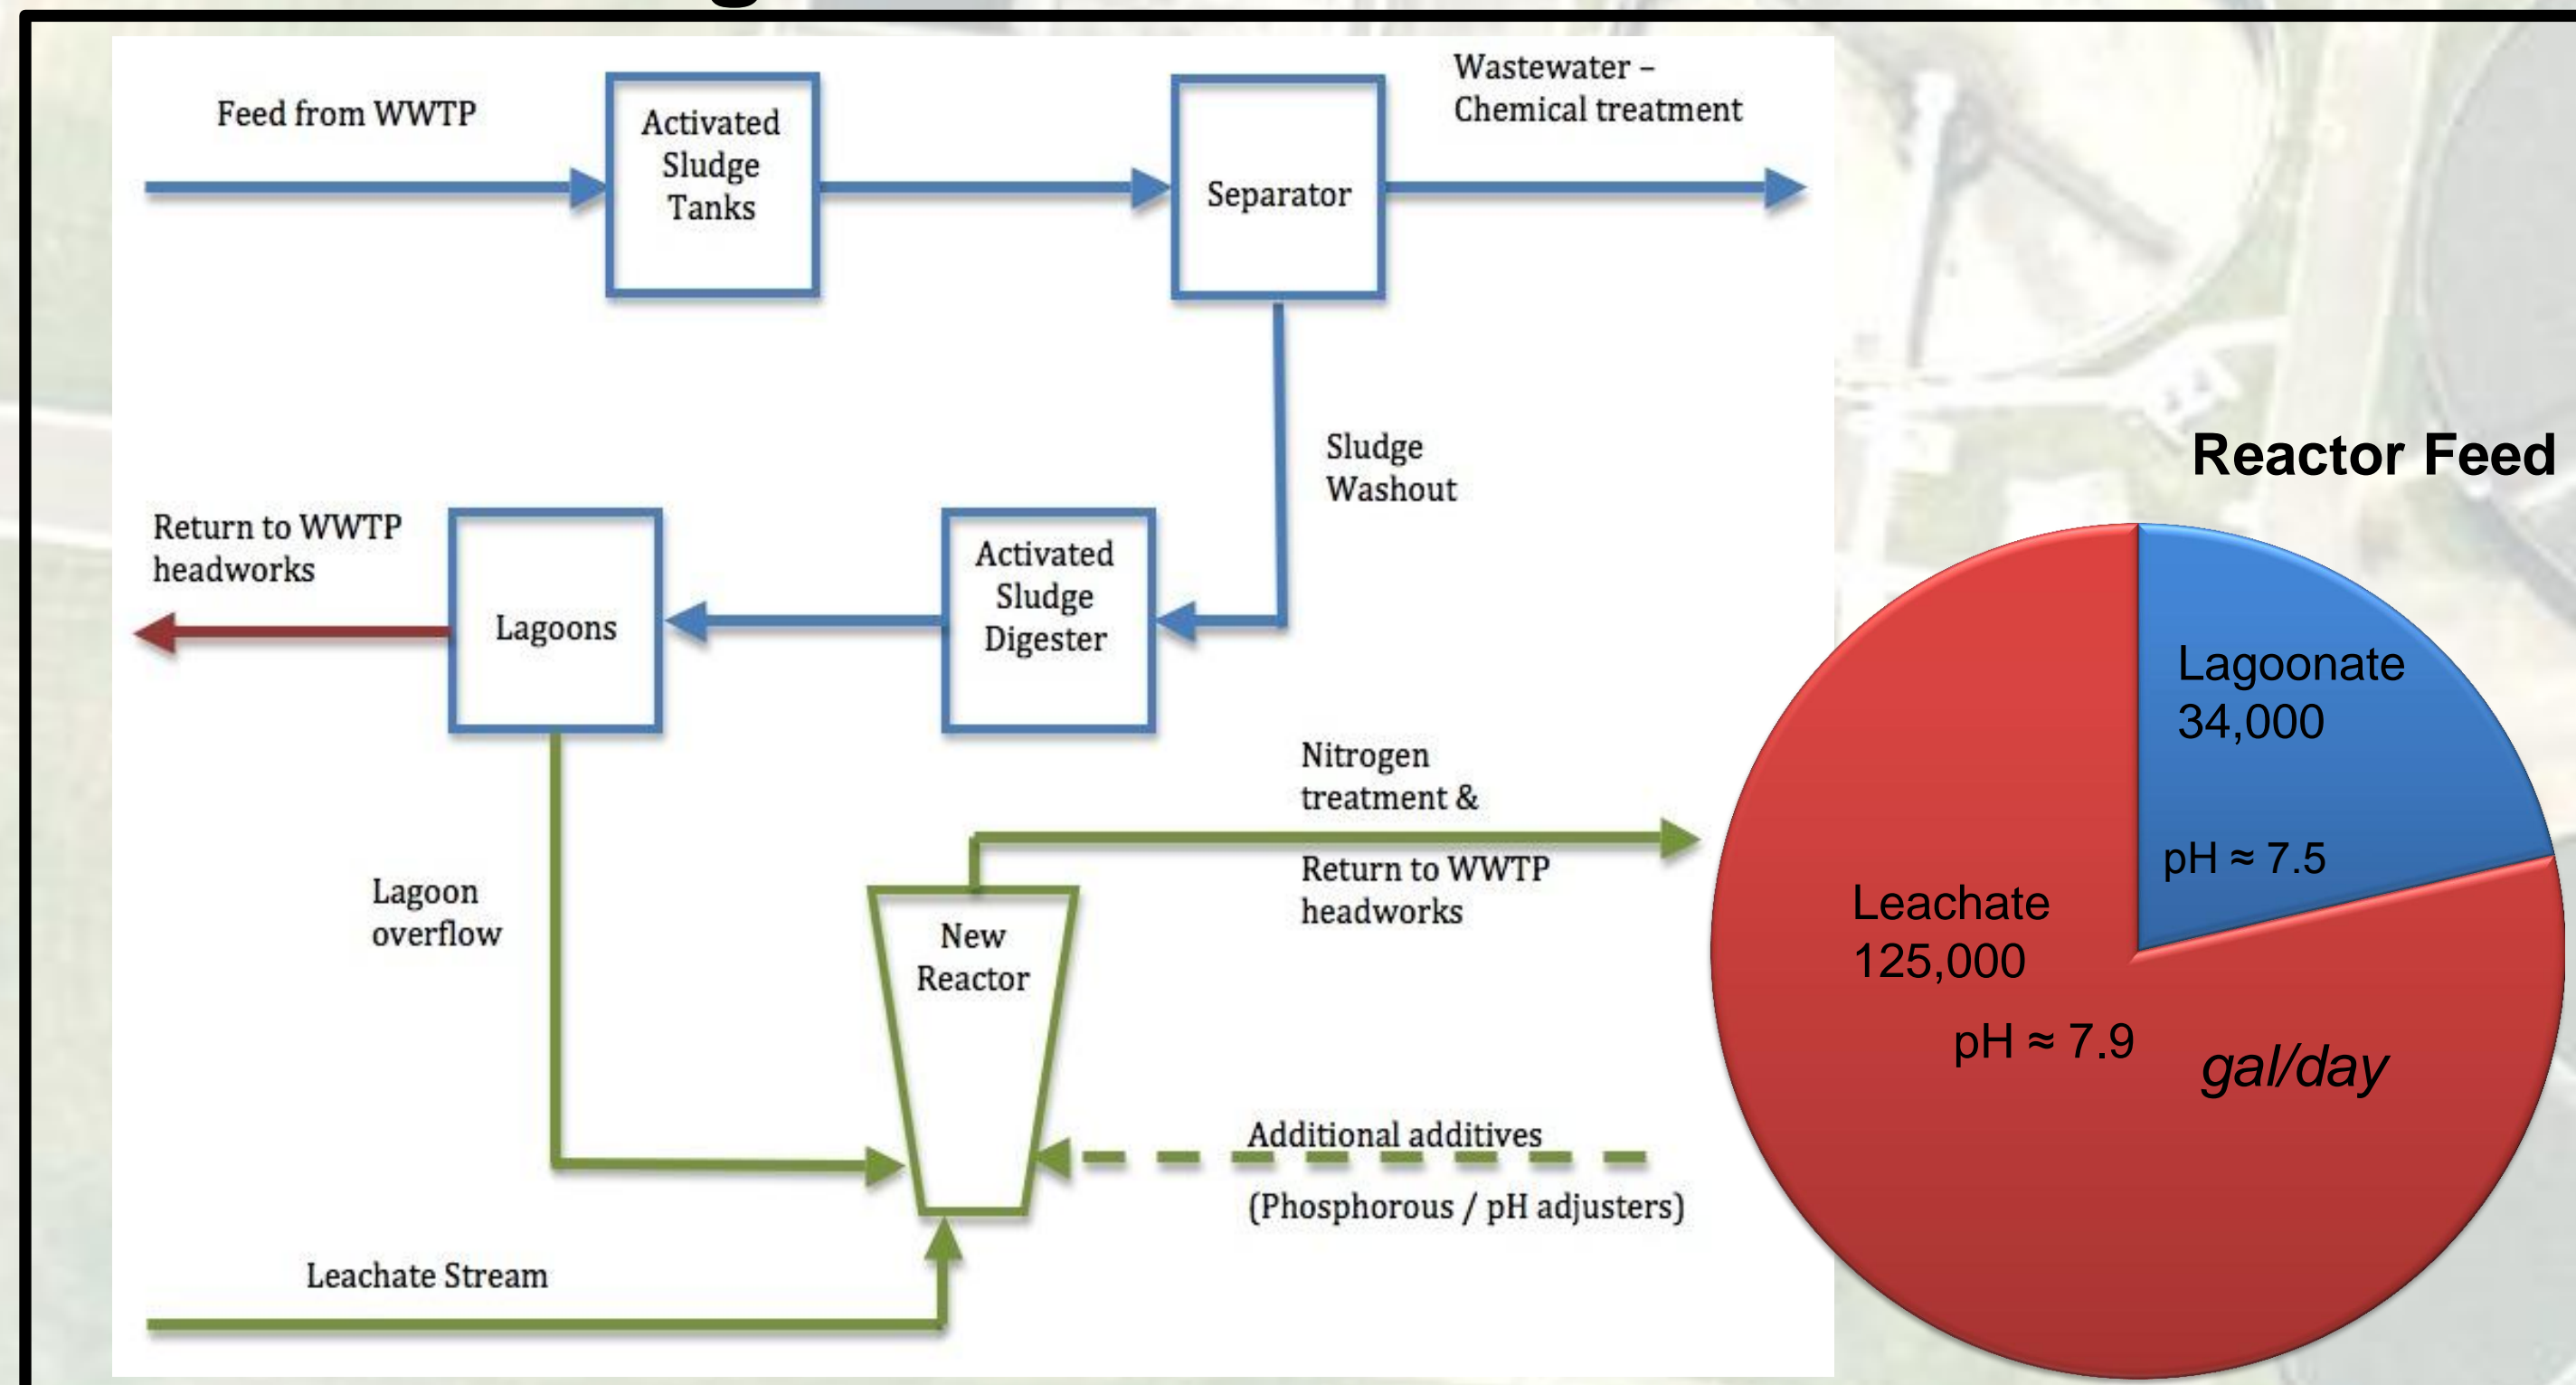 Feed from WWTP
Activated
Sludge
Tanks
Separator
Wastewater –
Chemical treatment
Sludge
Washout
Return to WWTP
headworks
Lagoons
Activated
Sludge
Digester
Lagoon
overflow
Nitrogen
treatment &
Return to WWTP
headworks
New
Reactor
Additional additives
(Phosphorous / pH adjusters)
Leachate Stream
Reactor Feed
Lagoonate
34,000
pH ≈ 7.5
Leachate
125,000
pH ≈ 7.9
gal/day